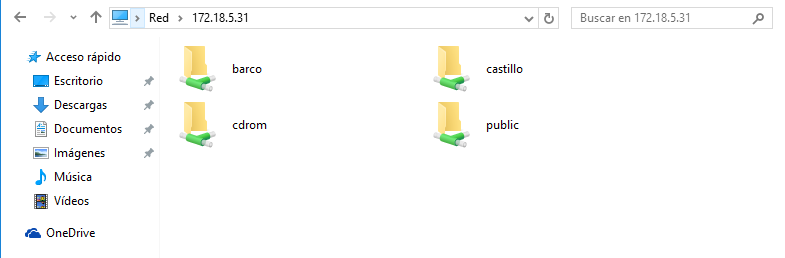 Red 172.18.5.31
Buscar en 172.18.5.31
Acceso rápido
Escritorio
Descargas
Documentos
Imágenes
Música
Vídeos
OneDrive
barco
castillo
cdrom
public